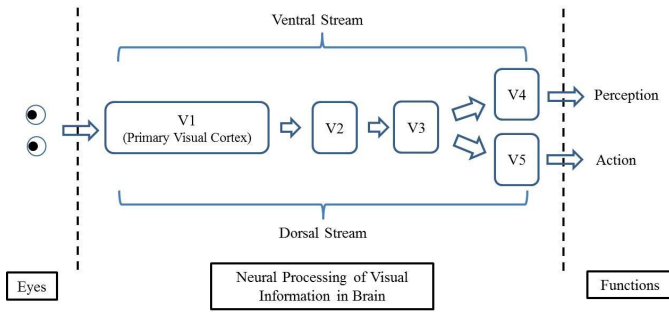 Ventral Stream
V1
(Primary Visual Cortex)
V2
V3
V4
Perception
V5
Action
Dorsal Stream
Eyes
Neural Processing of Visual
Information in Brain
Functions